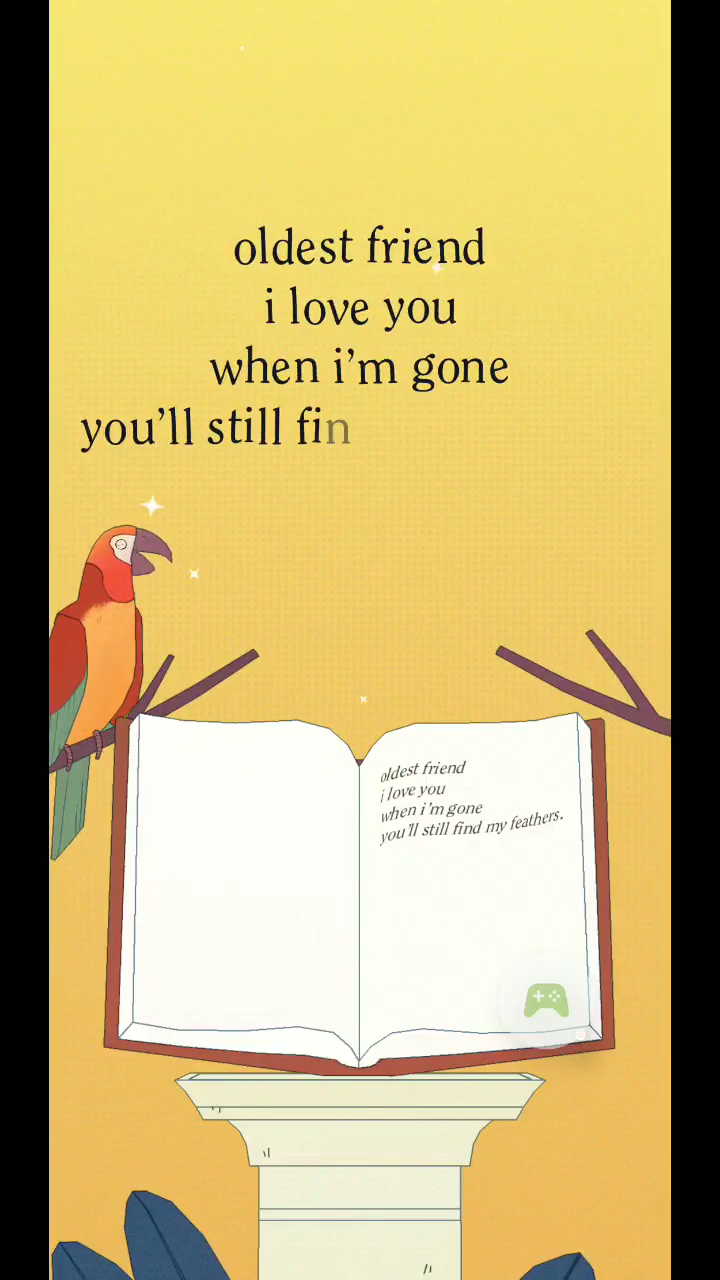 oldest friend
i love you
when i’m gone
you’ll still fin
oldest friend
i love you
when i’m gone
you’ll still find my feathers.